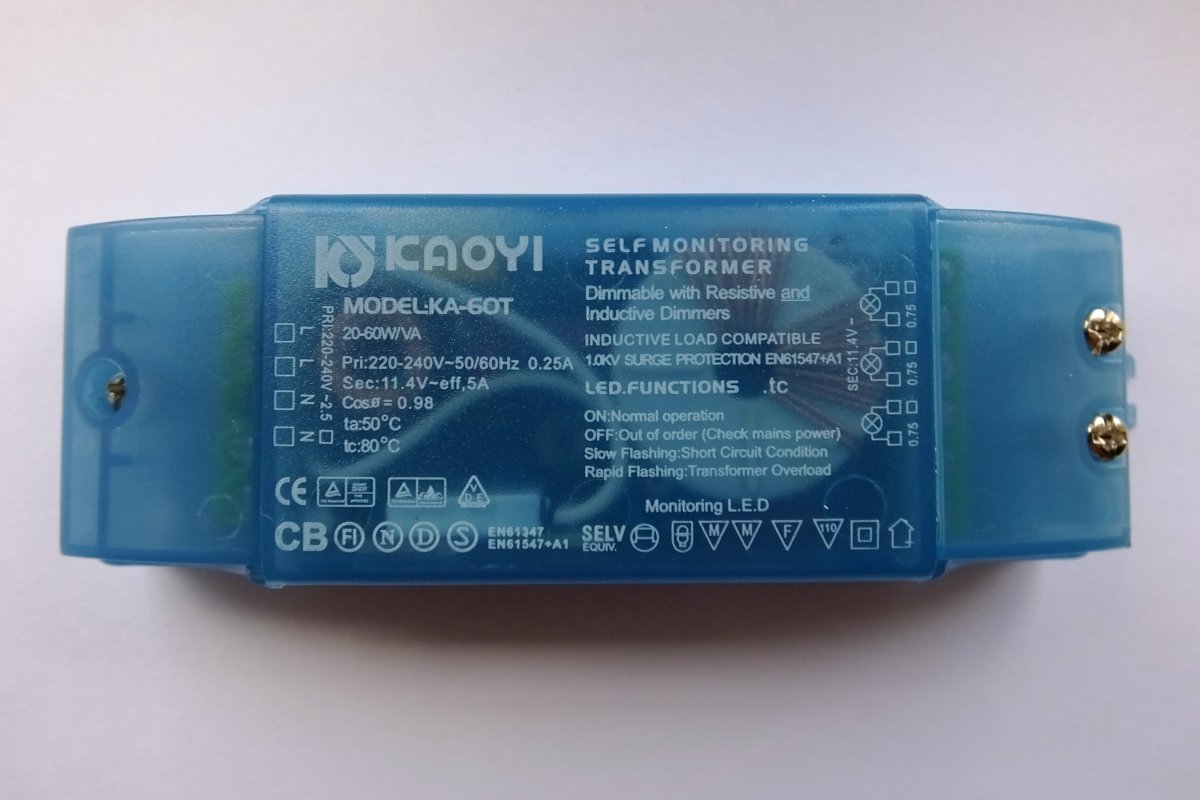 KAOYI
MODEL:KA-60T
20-60W/VA
Pri:220-240V~50/60Hz 0.25A
Sec:11.4V~eff,5A
Cosø = 0.98
ta:50°C
tc:80°C
L
L
N
N
PRI:220-240V~2.5
SELF MONITORING
TRANSFORMER
Dimmable with Resistive and
Inductive Dimmers
INDUCTIVE LOAD COMPATIBLE
1.0KV SURGE PROTECTION EN61547+A1
LED.FUNCTIONS .tc
ON:Normal operation
OFF:Out of order (Check mains power)
Slow Flashing:Short Circuit Condition
Rapid Flashing:Transformer Overload
Monitoring L.E.D
SEC:11.4V~
0.75
0.75
0.75
CE
VDE
CB FI N D S
EN61347
EN61547+A1
SELV
EQUIV.
M M F 110